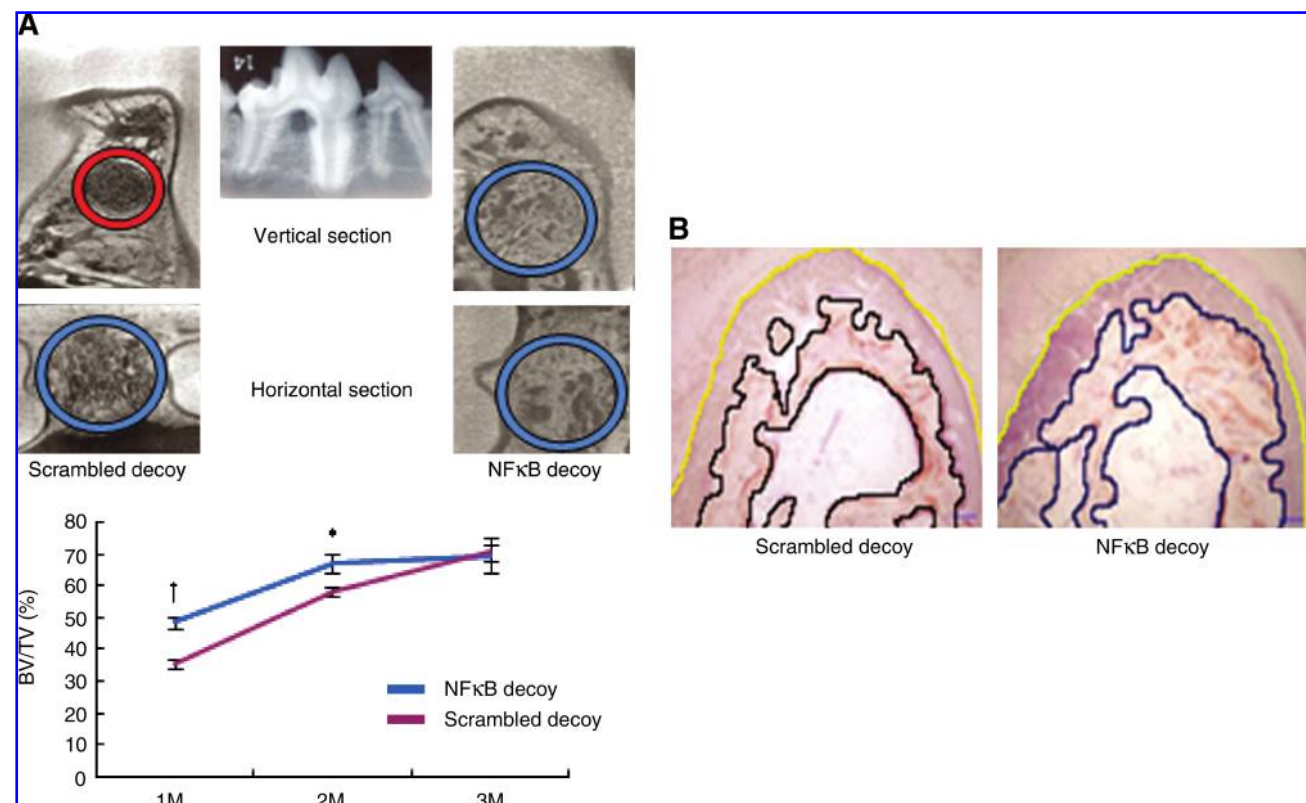 A
14
Vertical section
Horizontal section
Scrambled decoy
NFκB decoy
B
Scrambled decoy
NFκB decoy
BV/TV (%)
80
70
60
50
40
30
20
10
0
†
*
NFκB decoy
Scrambled decoy
1M
2M
3M